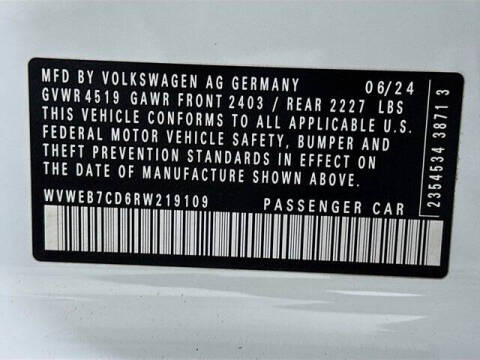 MFD BY VOLKSWAGEN AG GERMANY 06/24
GVWR 4519 GAWR FRONT 2403 / REAR 2227 LBS
THIS VEHICLE CONFORMS TO ALL APPLICABLE U.S.
FEDERAL MOTOR VEHICLE SAFETY, BUMPER AND
THEFT PREVENTION STANDARDS IN EFFECT ON
THE DATE OF MANUFACTURE SHOWN ABOVE.
WVWEB7CD6RW219109 PASSENGER CAR
2354534 3871 3